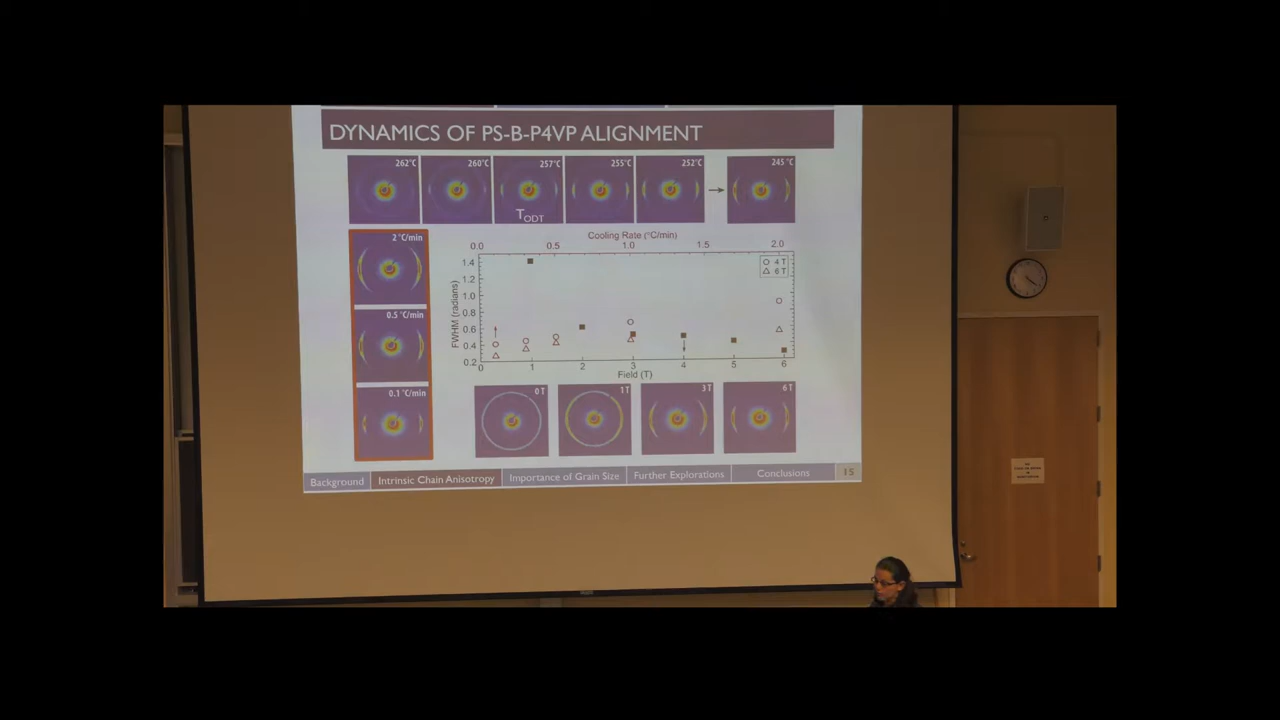 DYNAMICS OF PS-B-P4VP ALIGNMENT
262°C 260°C 257°C 255°C 252°C 245 °C
TODT
2 °C/min
0.5 °C/min
0.1 °C/min
Cooling Rate (°C/min)
0.0 0.5 1.0 1.5 2.0
4 T
6 T
FWHM (radians)
1.4
1.2
1.0
0.8
0.6
0.4
0.2
0 1 2 3 4 5 6
Field (T)
0 T 1 T 3 T 6 T
Background Intrinsic Chain Anisotropy Importance of Grain Size Further Explorations Conclusions 15